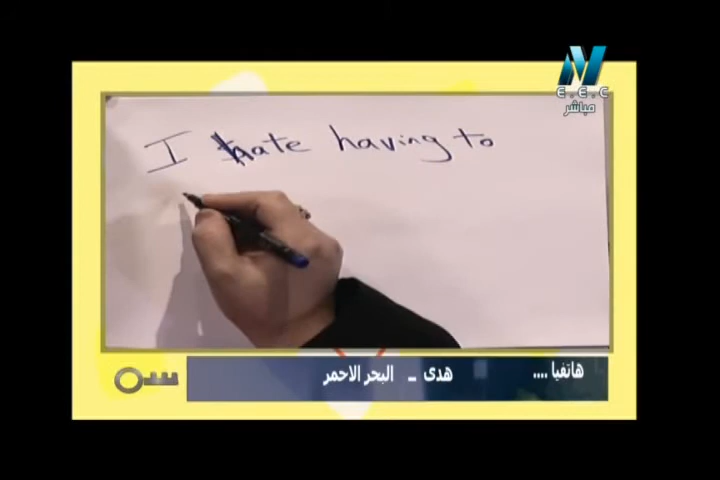 E.E.C
مباشر
I hate having to
هاتفيا ....
هدى _ البحر الاحمر